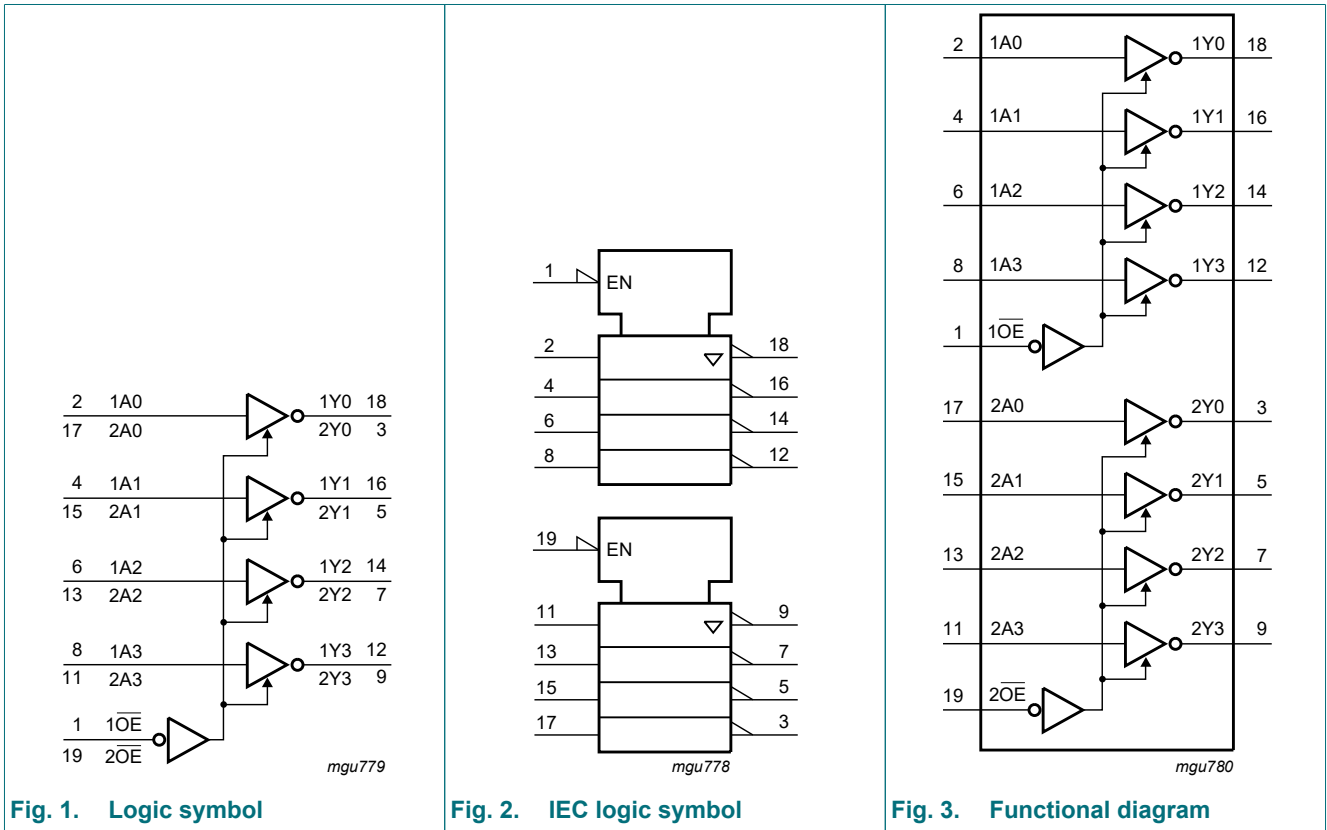 2 1A0 1Y0 18
17 2A0 2Y0 3
4 1A1 1Y1 16
15 2A1 2Y1 5
6 1A2 1Y2 14
13 2A2 2Y2 7
8 1A3 1Y3 12
11 2A3 2Y3 9
1 1O̅E̅
19 2O̅E̅
mgu779
Fig. 1. Logic symbol
1 EN
2 18
4 16
6 14
8 12
19 EN
11 9
13 7
15 5
17 3
mgu778
Fig. 2. IEC logic symbol
2 1A0 1Y0 18
4 1A1 1Y1 16
6 1A2 1Y2 14
8 1A3 1Y3 12
1 1O̅E̅
17 2A0 2Y0 3
15 2A1 2Y1 5
13 2A2 2Y2 7
11 2A3 2Y3 9
19 2O̅E̅
mgu780
Fig. 3. Functional diagram